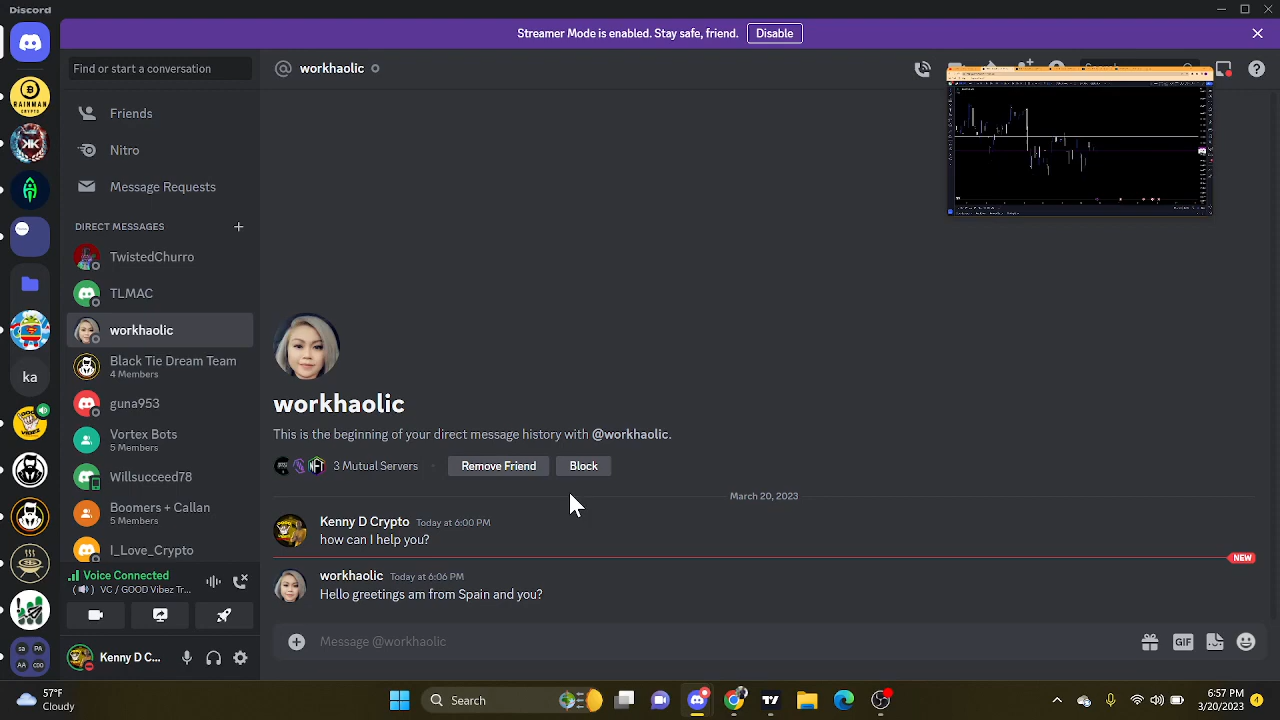 Discord
Streamer Mode is enabled. Stay safe, friend.
Disable
Find or start a conversation
workhaolic
RAINMAN
CRYPTO
Friends
Nitro
Message Requests
DIRECT MESSAGES
TwistedChurro
TLMAC
workhaolic
Black Tie Dream Team
4 Members
ka
guna953
Vortex Bots
5 Members
Willsucceed78
Boomers + Callan
5 Members
I_Love_Crypto
workhaolic
This is the beginning of your direct message history with @workhaolic.
3 Mutual Servers
Remove Friend
Block
March 20, 2023
Kenny D Crypto Today at 6:00 PM
how can I help you?
NEW
workhaolic Today at 6:06 PM
Hello greetings am from Spain and you?
Message @workhaolic
GIF
Voice Connected
VC / GOOD Vibez Tr...
Kenny D C...
57°F
Cloudy
Search
6:57 PM
3/20/2023
4